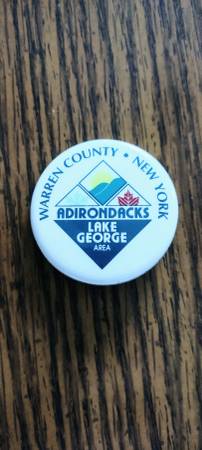 WARREN COUNTY • NEW YORK
ADIRONDACKS
LAKE
GEORGE
AREA